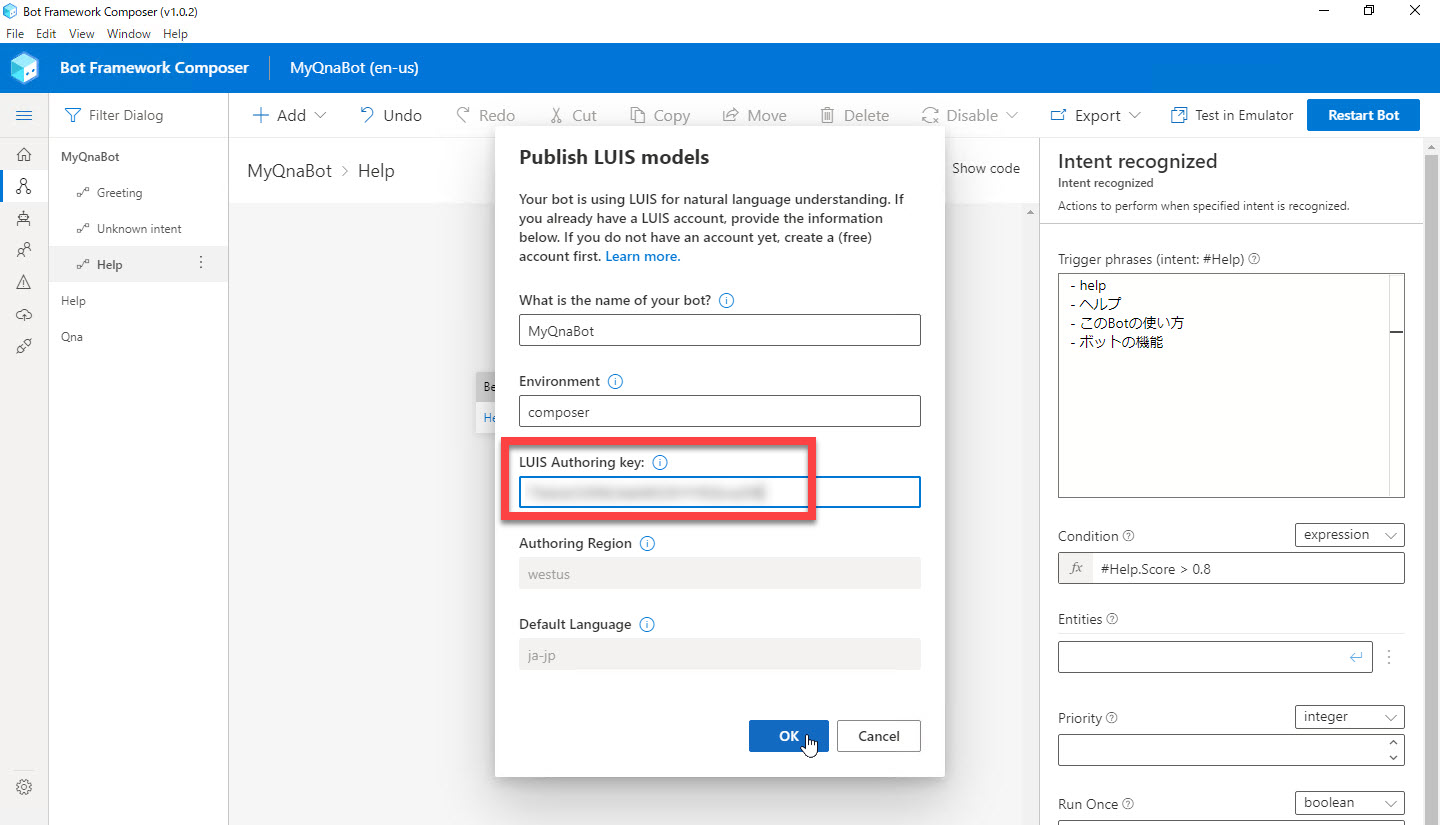 Bot Framework Composer (v1.0.2)
File Edit View Window Help
Bot Framework Composer MyQnaBot (en-us)
Filter Dialog
Add Undo Redo Cut Copy Move Delete Disable Export Test in Emulator Restart Bot
MyQnaBot
Greeting
Unknown intent
Help
Help
Qna
MyQnaBot > Help
Show code
Be
He
Publish LUIS models
Your bot is using LUIS for natural language understanding. If
you already have a LUIS account, provide the information
below. If you do not have an account yet, create a (free)
account first. Learn more.
What is the name of your bot?
MyQnaBot
Environment
composer
LUIS Authoring key:
Authoring Region
westus
Default Language
ja-jp
OK Cancel
Intent recognized
Intent recognized
Actions to perform when specified intent is recognized.
Trigger phrases (intent: #Help)
- help
- ヘルプ
- このBotの使い方
- ボットの機能
Condition expression
fx #Help.Score > 0.8
Entities
Priority integer
Run Once boolean